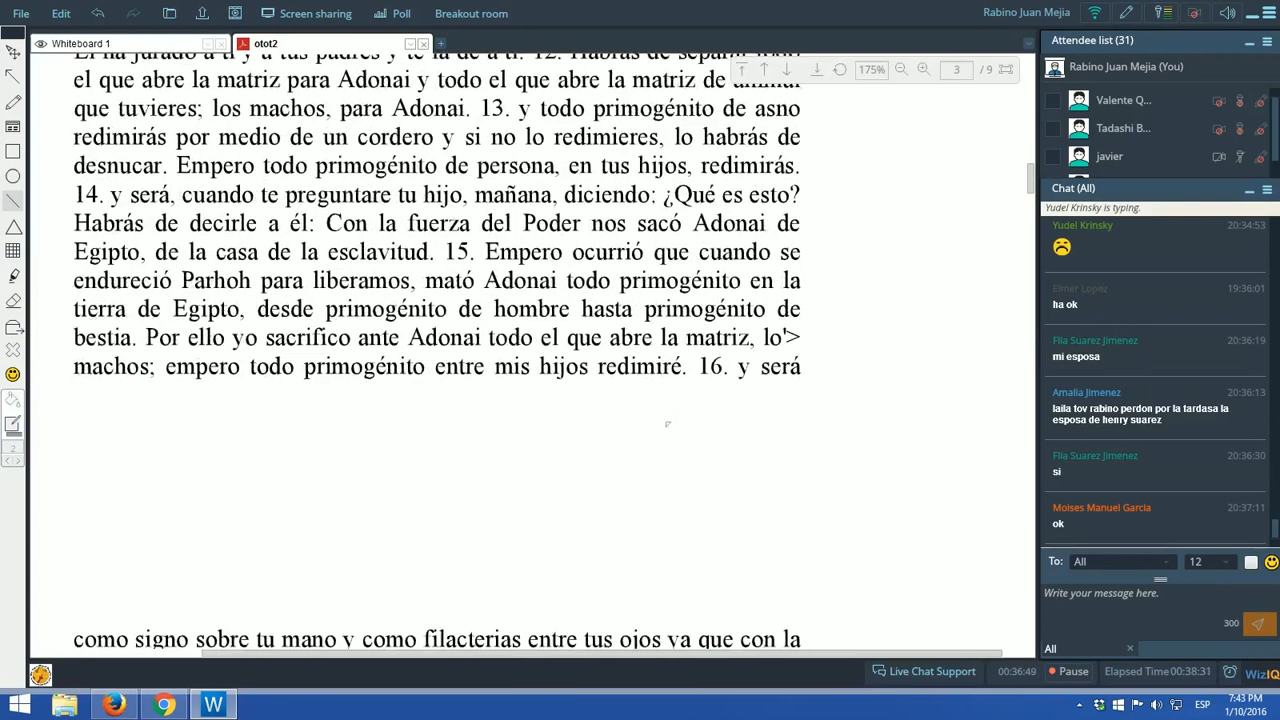 File Edit Screen sharing Poll Breakout room Rabino Juan Mejia
Whiteboard 1 otot2
Attendee list (31)
Rabino Juan Mejia (You)
Valente Q...
Tadashi B...
javier
175% 3 / 9
el que abre la matriz para Adonai y todo el que abre la matriz de
que tuvieres; los machos, para Adonai. 13. y todo primogénito de asno
redimirás por medio de un cordero y si no lo redimieres, lo habrás de
desnucar. Empero todo primogénito de persona, en tus hijos, redimirás.
14. y será, cuando te preguntare tu hijo, mañana, diciendo: ¿Qué es esto?
Habrás de decirle a él: Con la fuerza del Poder nos sacó Adonai de
Egipto, de la casa de la esclavitud. 15. Empero ocurrió que cuando se
endureció Parhoh para liberamos, mató Adonai todo primogénito en la
tierra de Egipto, desde primogénito de hombre hasta primogénito de
bestia. Por ello yo sacrifico ante Adonai todo el que abre la matriz, lo'>
machos; empero todo primogénito entre mis hijos redimiré. 16. y será
como signo sobre tu mano y como filacterias entre tus ojos ya que con la
Chat (All)
Yudel Krinsky is typing.
Yudel Krinsky 20:34:53
Elmer Lopez 19:36:01
ha ok
Flia Suarez Jimenez 20:36:19
mi esposa
Amalia Jimenez 20:36:13
laila tov rabino perdon por la tardasa la
esposa de henry suarez
Flia Suarez Jimenez 20:36:30
si
Moises Manuel Garcia 20:37:11
ok
To: All 12
Write your message here.
300
All
2
Live Chat Support 00:36:49 Pause Elapsed Time 00:38:31 WizIQ
ESP 7:43 PM
1/10/2016